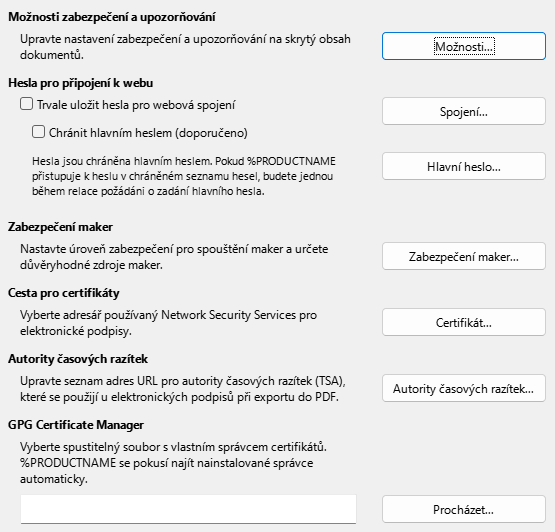 Možnosti zabezpečení a upozorňování
Upravte nastavení zabezpečení a upozorňování na skrytý obsah
dokumentů.
Možnosti...
Hesla pro připojení k webu
Trvale uložit hesla pro webová spojení
Spojení...
Chránit hlavním heslem (doporučeno)
Hesla jsou chráněna hlavním heslem. Pokud %PRODUCTNAME
přistupuje k heslu v chráněném seznamu hesel, budete jednou
během relace požádáni o zadání hlavního hesla.
Hlavní heslo...
Zabezpečení maker
Nastavte úroveň zabezpečení pro spouštění maker a určete
důvěryhodné zdroje maker.
Zabezpečení maker...
Cesta pro certifikáty
Vyberte adresář používaný Network Security Services pro
elektronické podpisy.
Certifikát...
Autority časových razítek
Upravte seznam adres URL pro autority časových razítek (TSA),
které se použijí u elektronických podpisů při exportu do PDF.
Autority časových razítek...
GPG Certificate Manager
Vyberte spustitelný soubor s vlastním správcem certifikátů.
%PRODUCTNAME se pokusí najít nainstalované správce
automaticky.
Procházet...